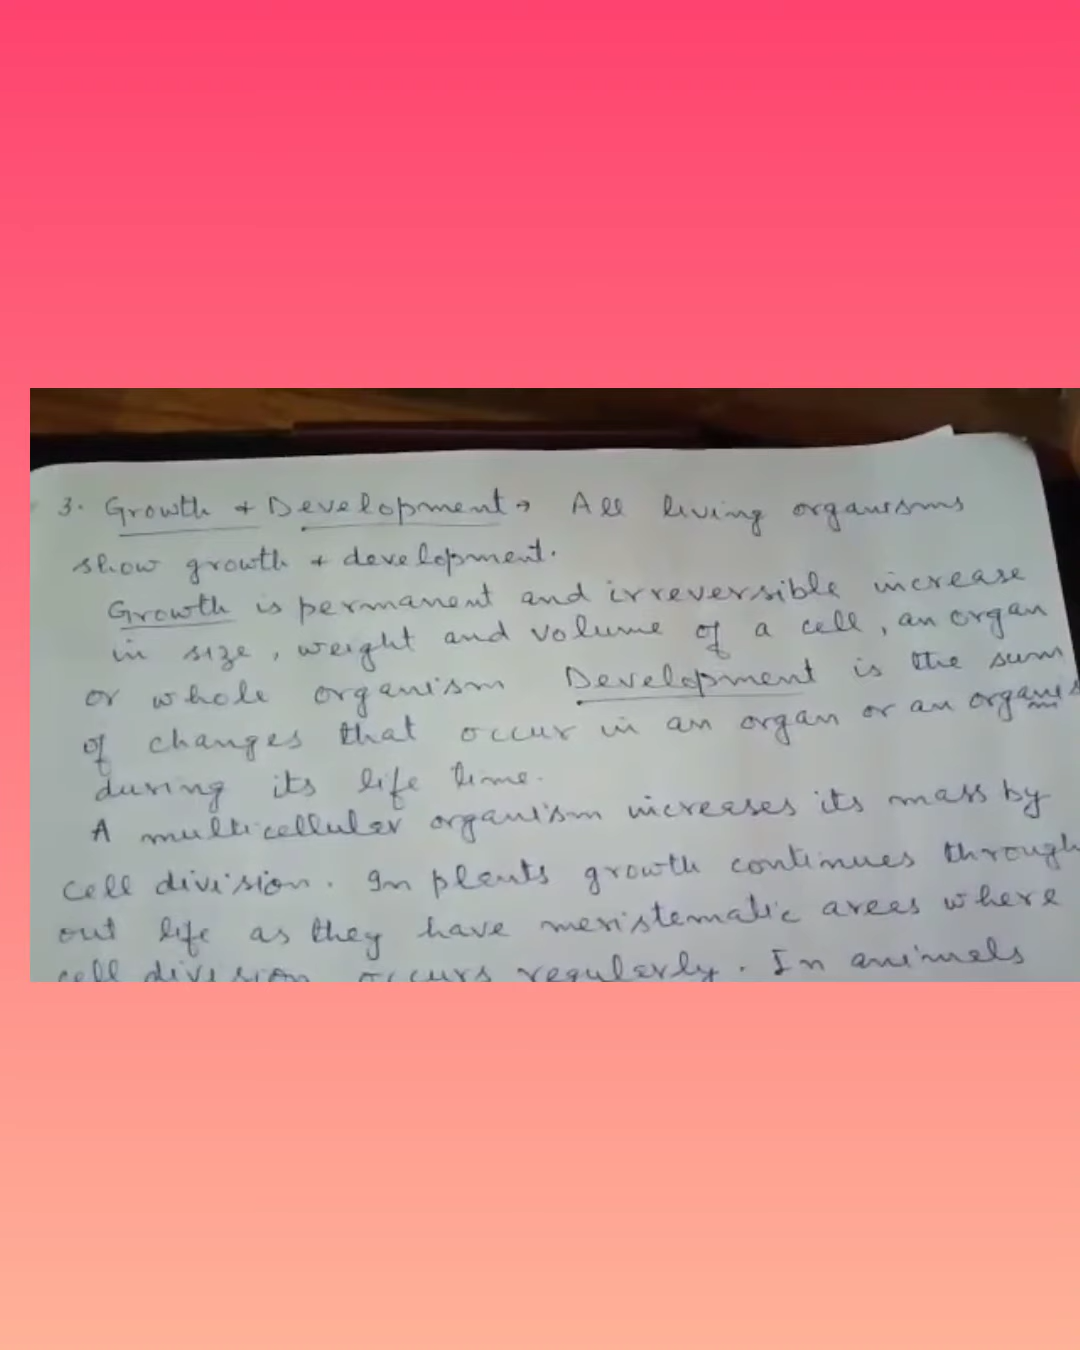 3. Growth + Development → All living organisms
show growth + development.
Growth is permanent and irreversible increase
in size, weight and volume of a cell, an organ
or whole organism Development is the sum
of changes that occur in an organ or an organis
during its life time.
A multicellular organism increases its mass by
cell division. In plants growth continues through
out life as they have meristematic areas where
cell division occurs regularly. In animals